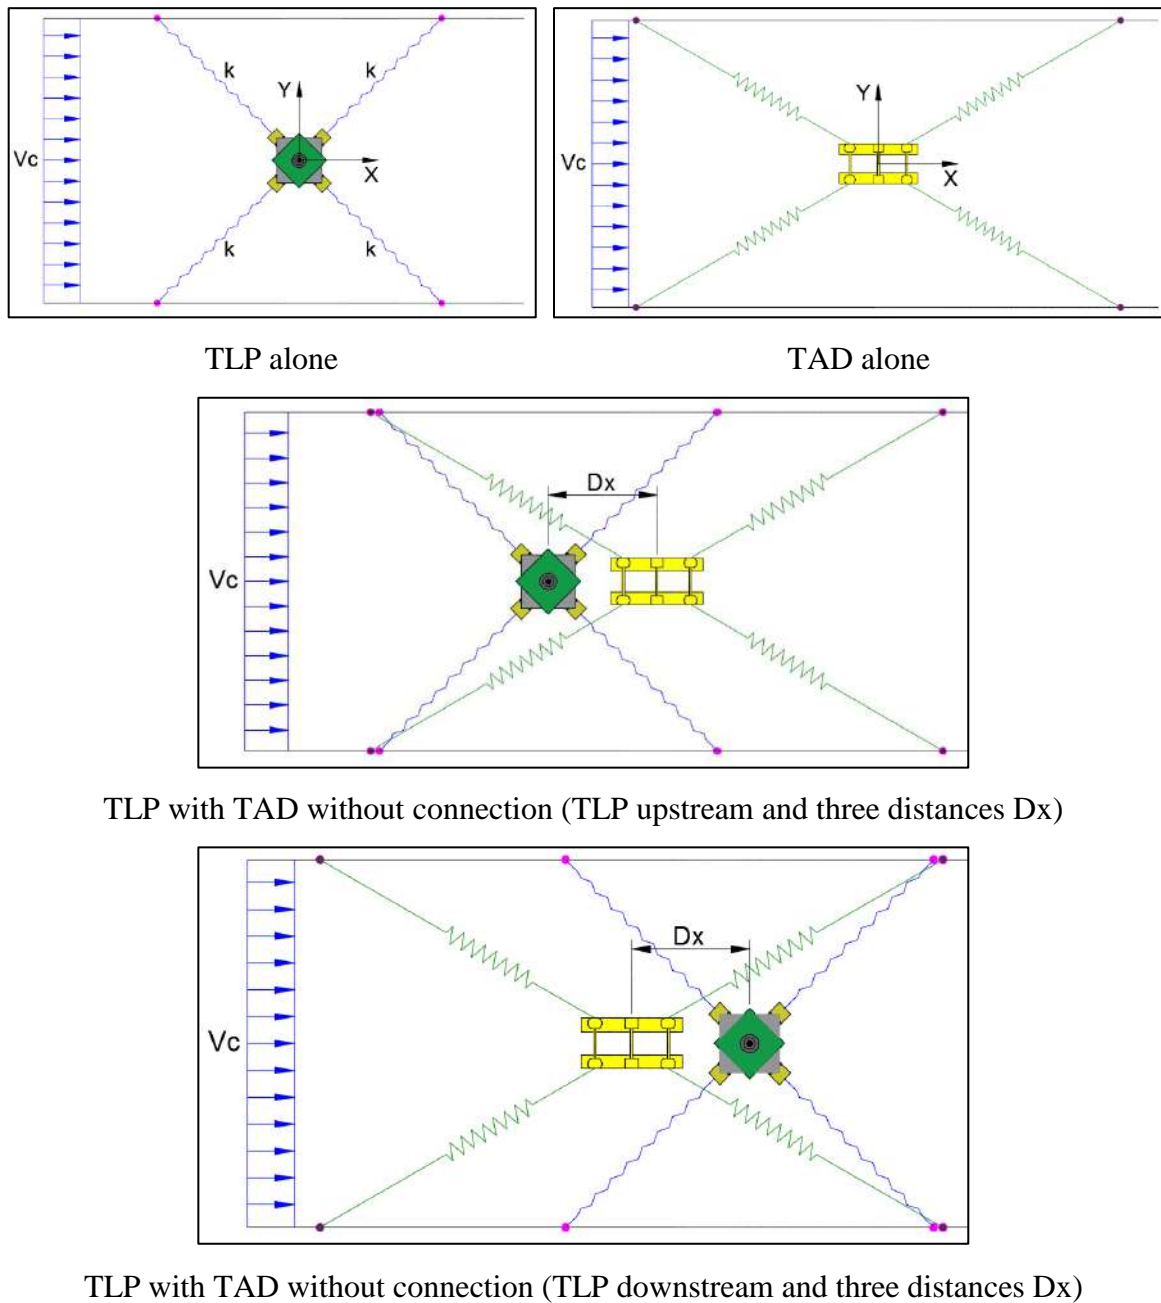 k
k
Y
X
Vc
k
k
TLP alone
Y
X
Vc
TAD alone
Dx
Vc
TLP with TAD without connection (TLP upstream and three distances Dx)
Dx
Vc
TLP with TAD without connection (TLP downstream and three distances Dx)